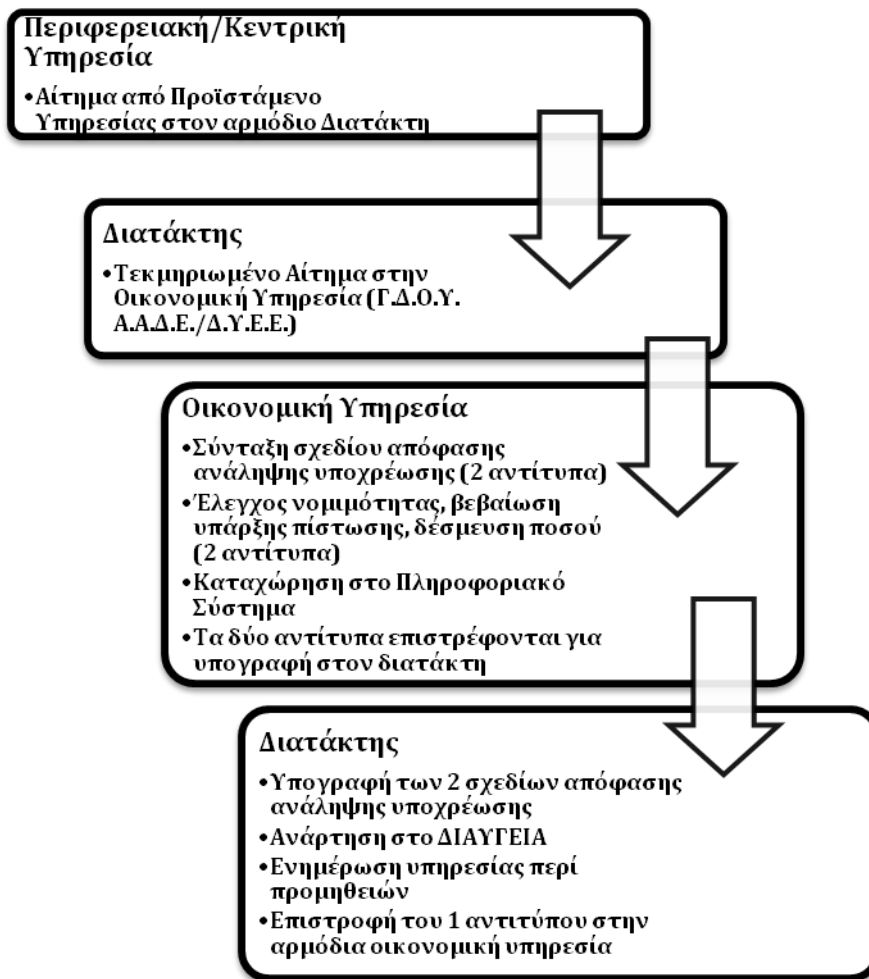 Περιφερειακή/Κεντρική
Υπηρεσία
•Αίτημα από Προϊστάμενο
Υπηρεσίας στον αρμόδιο Διατάκτη
Διατάκτης
•Τεκμηριωμένο Αίτημα στην
Οικονομική Υπηρεσία (Γ.Δ.Ο.Υ.
Α.Α.Δ.Ε./Δ.Υ.Ε.Ε.)
Οικονομική Υπηρεσία
•Σύνταξη σχεδίου απόφασης
ανάληψης υποχρέωσης (2 αντίτυπα)
•Έλεγχος νομιμότητας, βεβαίωση
υπάρξης πίστωσης, δέσμευση ποσού
(2 αντίτυπα)
•Καταχώρηση στο Πληροφοριακό
Σύστημα
•Τα δύο αντίτυπα επιστρέφονται για
υπογραφή στον διατάκτη
Διατάκτης
•Υπογραφή των 2 σχεδίων απόφασης
ανάληψης υποχρέωσης
•Ανάρτηση στο ΔΙΑΥΓΕΙΑ
•Ενημέρωση υπηρεσίας περί
προμηθειών
•Επιστροφή του 1 αντιτύπου στην
αρμόδια οικονομική υπηρεσία